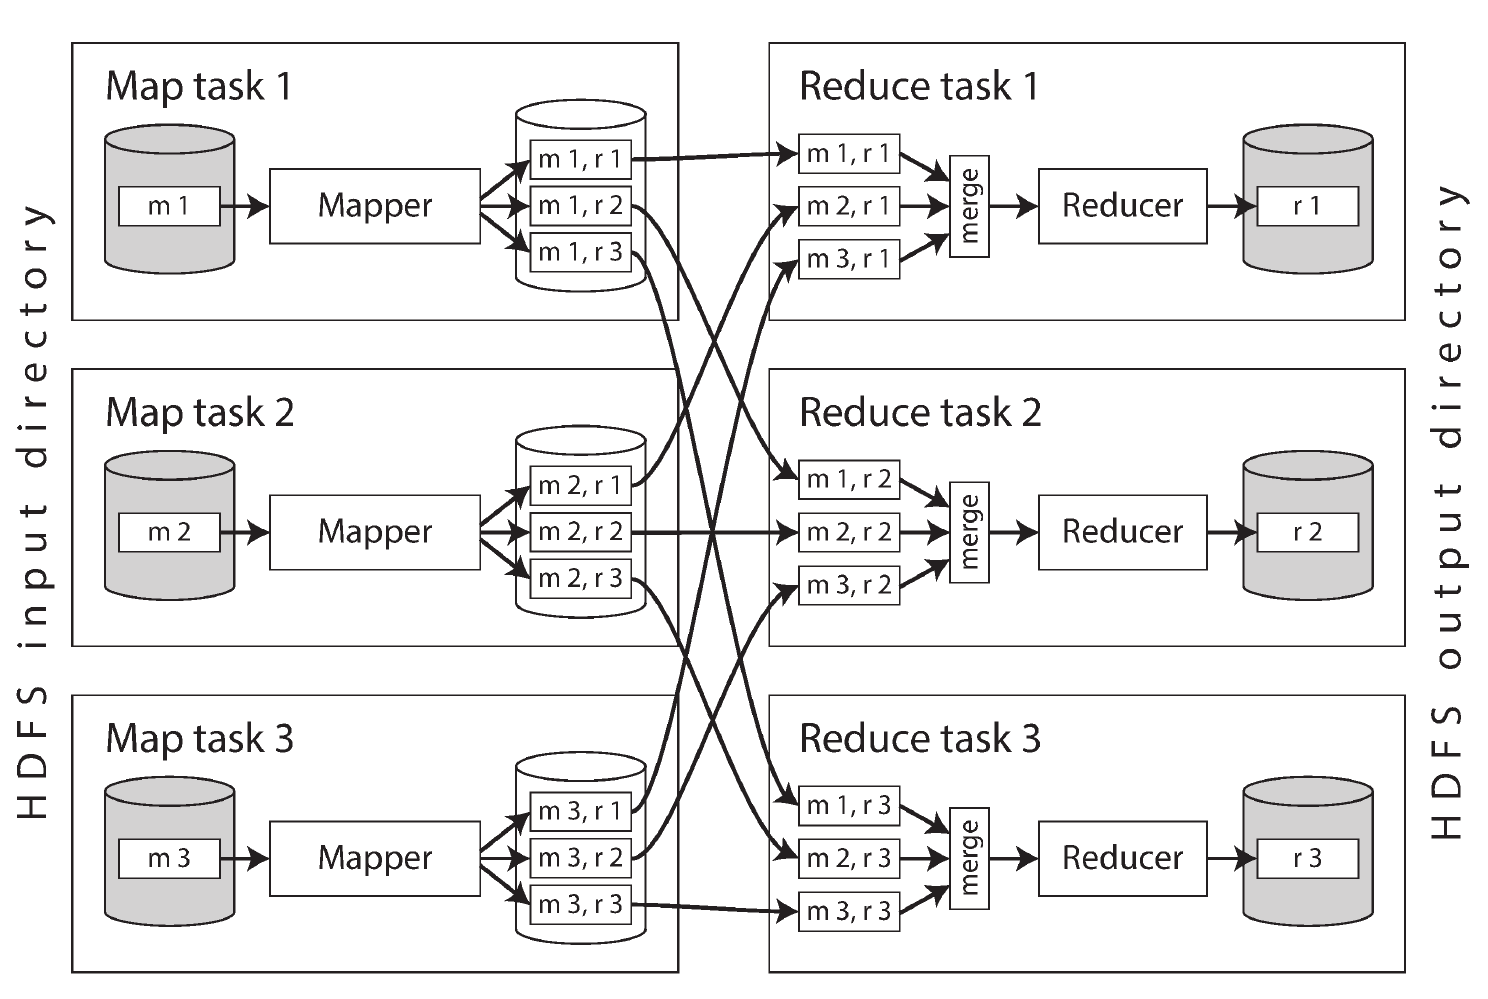 HDFS input directory
Map task 1
m 1
Mapper
m 1, r 1
m 1, r 2
m 1, r 3
Map task 2
m 2
Mapper
m 2, r 1
m 2, r 2
m 2, r 3
Map task 3
m 3
Mapper
m 3, r 1
m 3, r 2
m 3, r 3
Reduce task 1
m 1, r 1
m 2, r 1
m 3, r 1
merge
Reducer
r 1
Reduce task 2
m 1, r 2
m 2, r 2
m 3, r 2
merge
Reducer
r 2
Reduce task 3
m 1, r 3
m 2, r 3
m 3, r 3
merge
Reducer
r 3
HDFS output directory